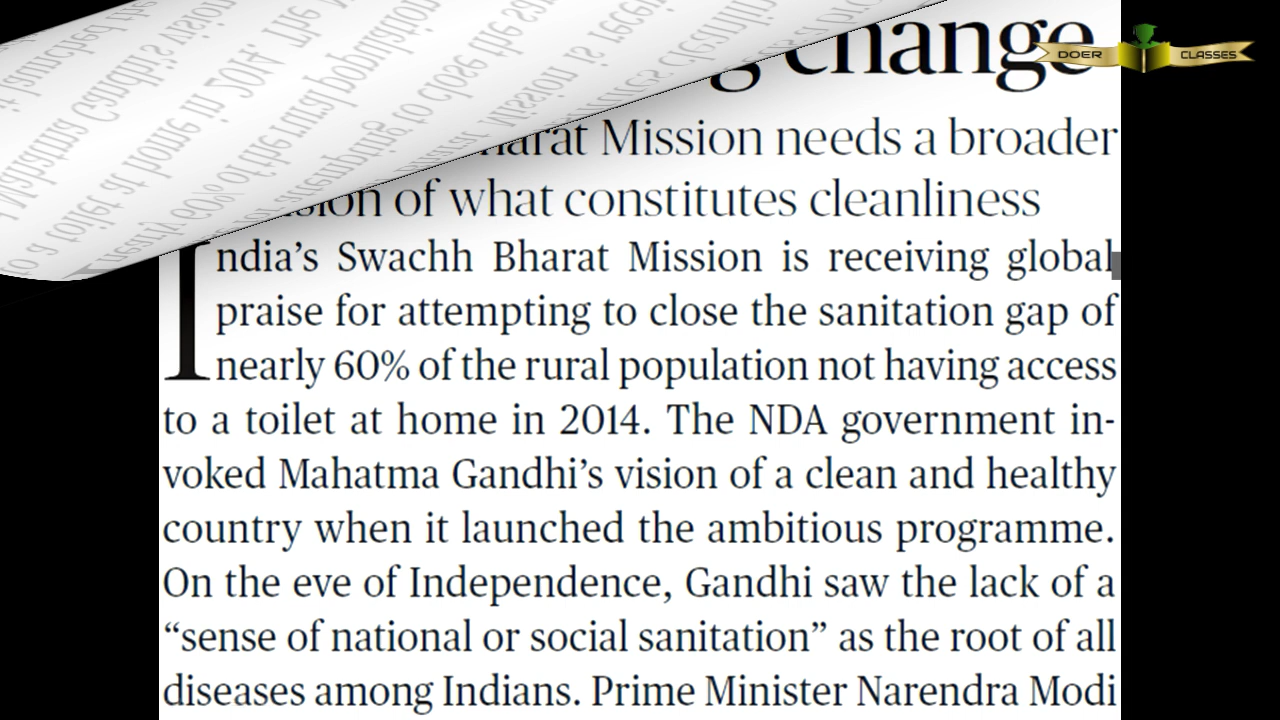 change
DOER CLASSES
Mission needs a broader
of what constitutes cleanliness
India’s Swachh Bharat Mission is receiving global
praise for attempting to close the sanitation gap of
nearly 60% of the rural population not having access
to a toilet at home in 2014. The NDA government in-
voked Mahatma Gandhi’s vision of a clean and healthy
country when it launched the ambitious programme.
On the eve of Independence, Gandhi saw the lack of a
“sense of national or social sanitation” as the root of all
diseases among Indians. Prime Minister Narendra Modi